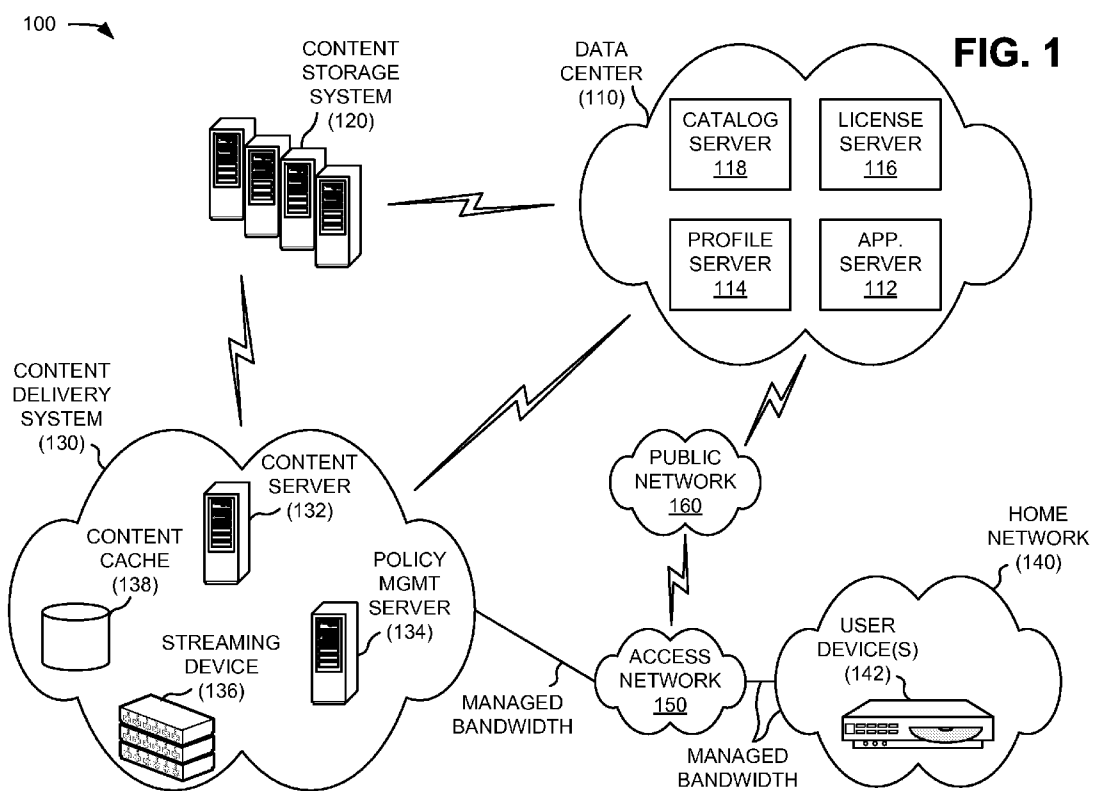 100
CONTENT
STORAGE
SYSTEM
(120)
DATA
CENTER
(110)
FIG. 1
CATALOG
SERVER
118
LICENSE
SERVER
116
PROFILE
SERVER
114
APP.
SERVER
112
CONTENT
DELIVERY
SYSTEM
(130)
CONTENT
SERVER
(132)
CONTENT
CACHE
(138)
POLICY
MGMT
SERVER
(134)
STREAMING
DEVICE
(136)
MANAGED
BANDWIDTH
PUBLIC
NETWORK
160
ACCESS
NETWORK
150
HOME
NETWORK
(140)
USER
DEVICE(S)
(142)
MANAGED
BANDWIDTH